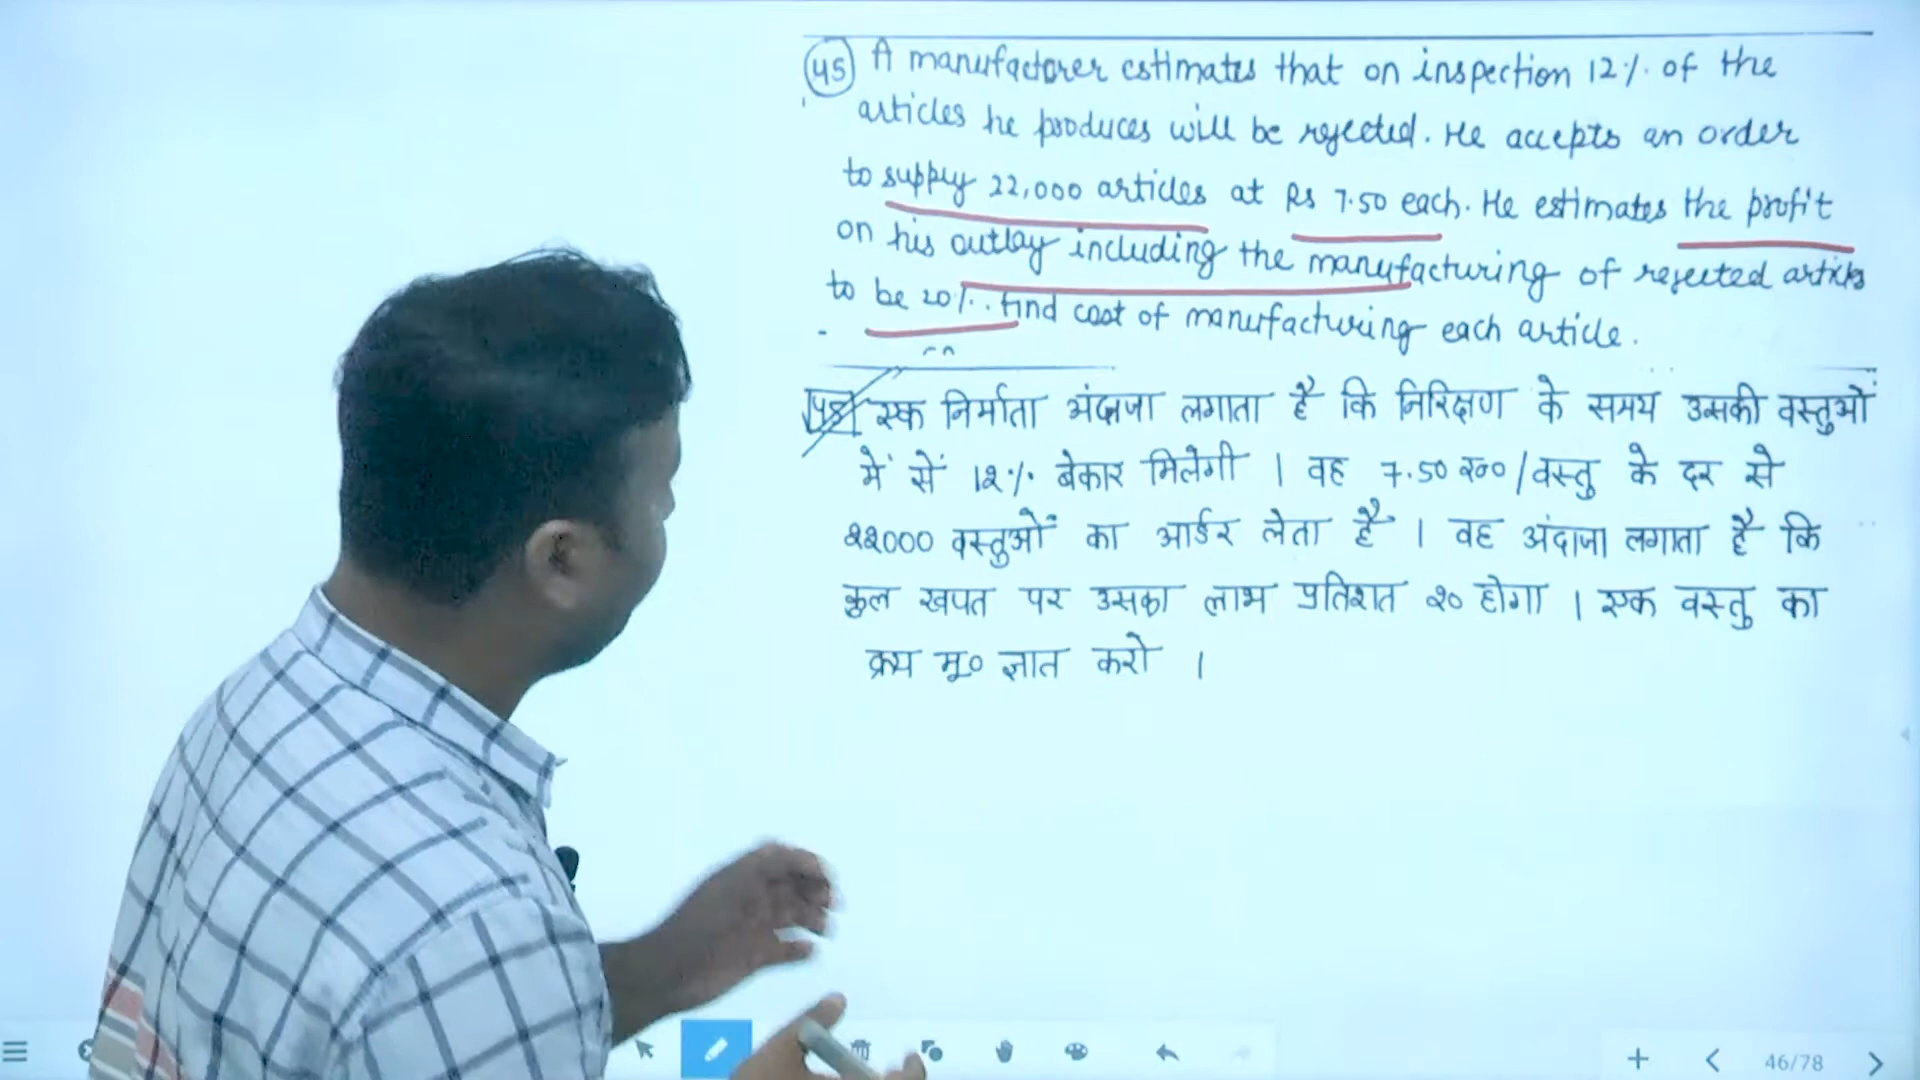 45 A manufacturer estimates that on inspection 12% of the
articles he produces will be rejected. He accepts an order
to supply 22,000 articles at Rs 7.50 each. He estimates the profit
on his outlay including the manufacturing of rejected articles
to be 20%. Find cost of manufacturing each article.
45 एक निर्माता अंदाजा लगाता है कि निरिक्षण के समय उसकी वस्तुओं
में से 12% बेकार मिलेगी । वह 7.50 रू०/वस्तु के दर से
22000 वस्तुओं का आर्डर लेता है । वह अंदाजा लगाता है कि
कुल खपत पर उसका लाभ प्रतिशत 20 होगा । एक वस्तु का
क्रय मू० ज्ञात करो ।
46/78